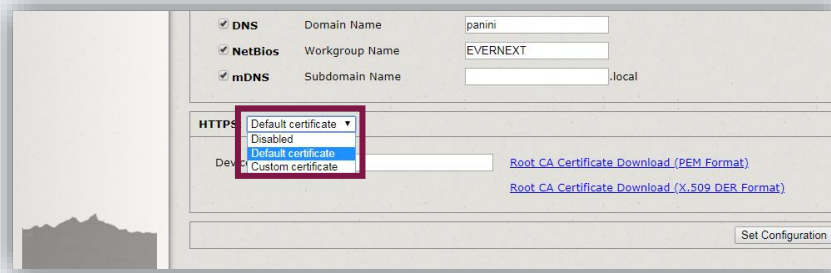 DNS Domain Name panini
NetBios Workgroup Name EVERNEXT
mDNS Subdomain Name .local
HTTPS Default certificate
Disabled
Default certificate
Custom certificate
Root CA Certificate Download (PEM Format)
Root CA Certificate Download (X.509 DER Format)
Set Configuration